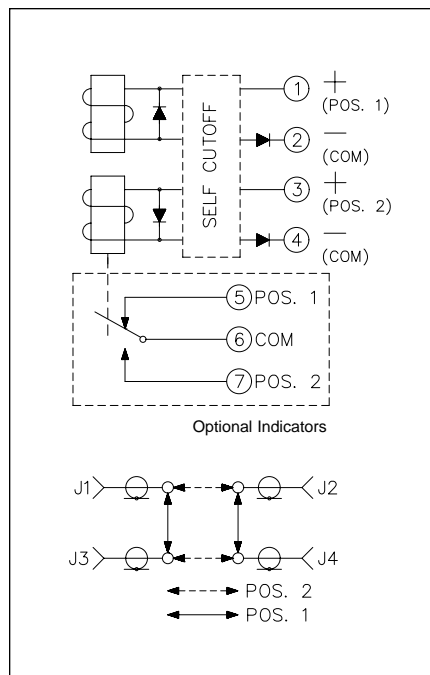 1 +
(POS. 1)
2 —
(COM)
SELF CUTOFF
3 +
(POS. 2)
4 —
(COM)
5 POS. 1
6 COM
7 POS. 2
Optional Indicators
J1 J2
J3 J4
POS. 2
POS. 1